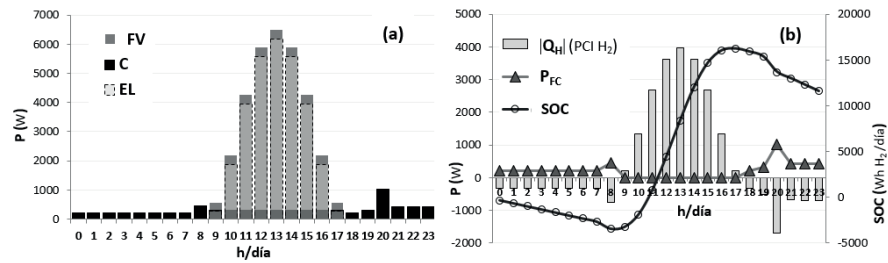 (a)
FV
C
EL
P (W)
7000
6000
5000
4000
3000
2000
1000
0
0 1 2 3 4 5 6 7 8 9 10 11 12 13 14 15 16 17 18 19 20 21 22 23
h/día
(b)
|Q_H| (PCI H₂)
P_FC
SOC
P (W)
5000
4000
3000
2000
1000
0
-1000
-2000
0 1 2 3 4 5 6 7 8 9 10 11 12 13 14 15 16 17 18 19 20 21 22 23
h/día
20000
15000
10000
5000
0
-5000
SOC (Wh H₂/día)